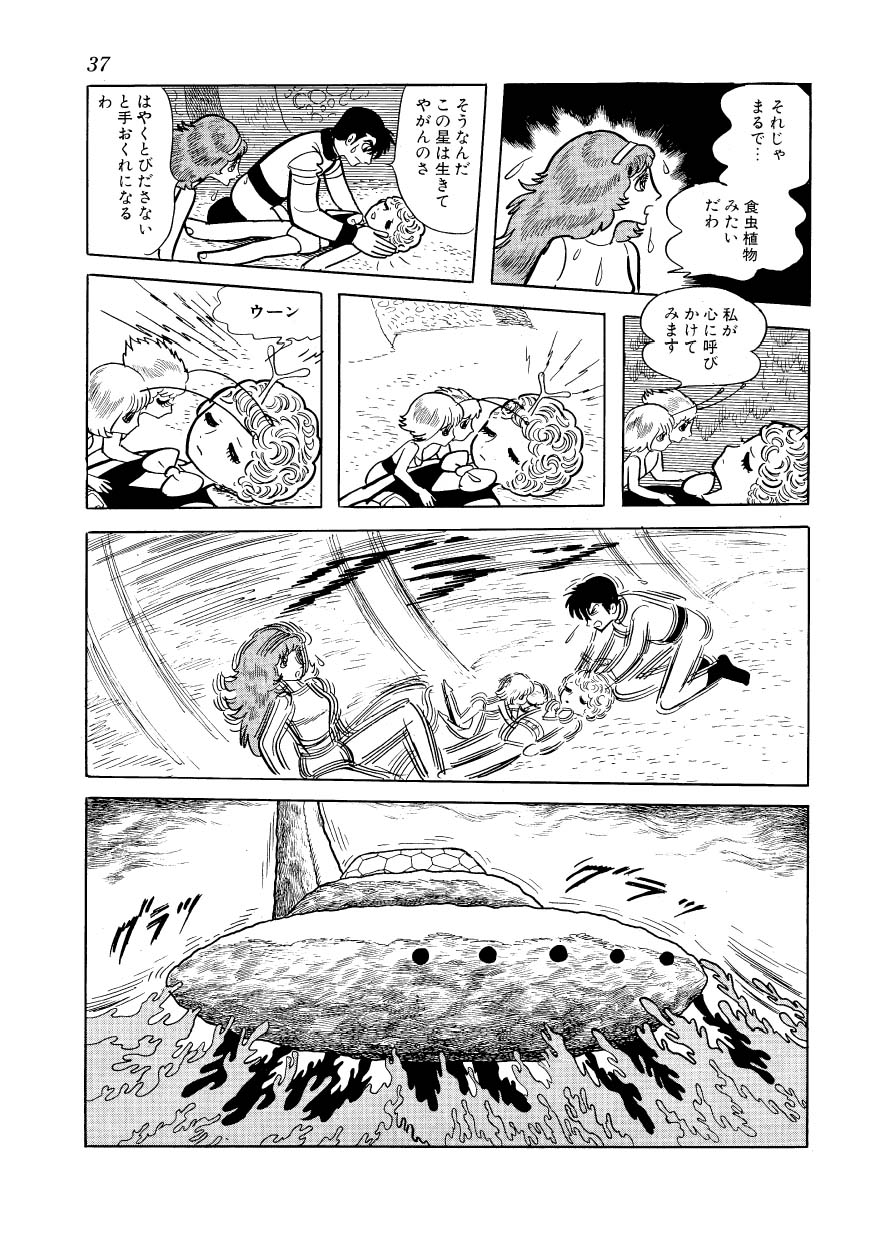 37
それじゃ
まるで…
食虫植物
みたい
だわ
そうなんだ
この星は生きて
やがんのさ
はやくとびださない
と手おくれになる
わ
私が
心に呼び
かけて
みます
ウーン
グラ
グラッ